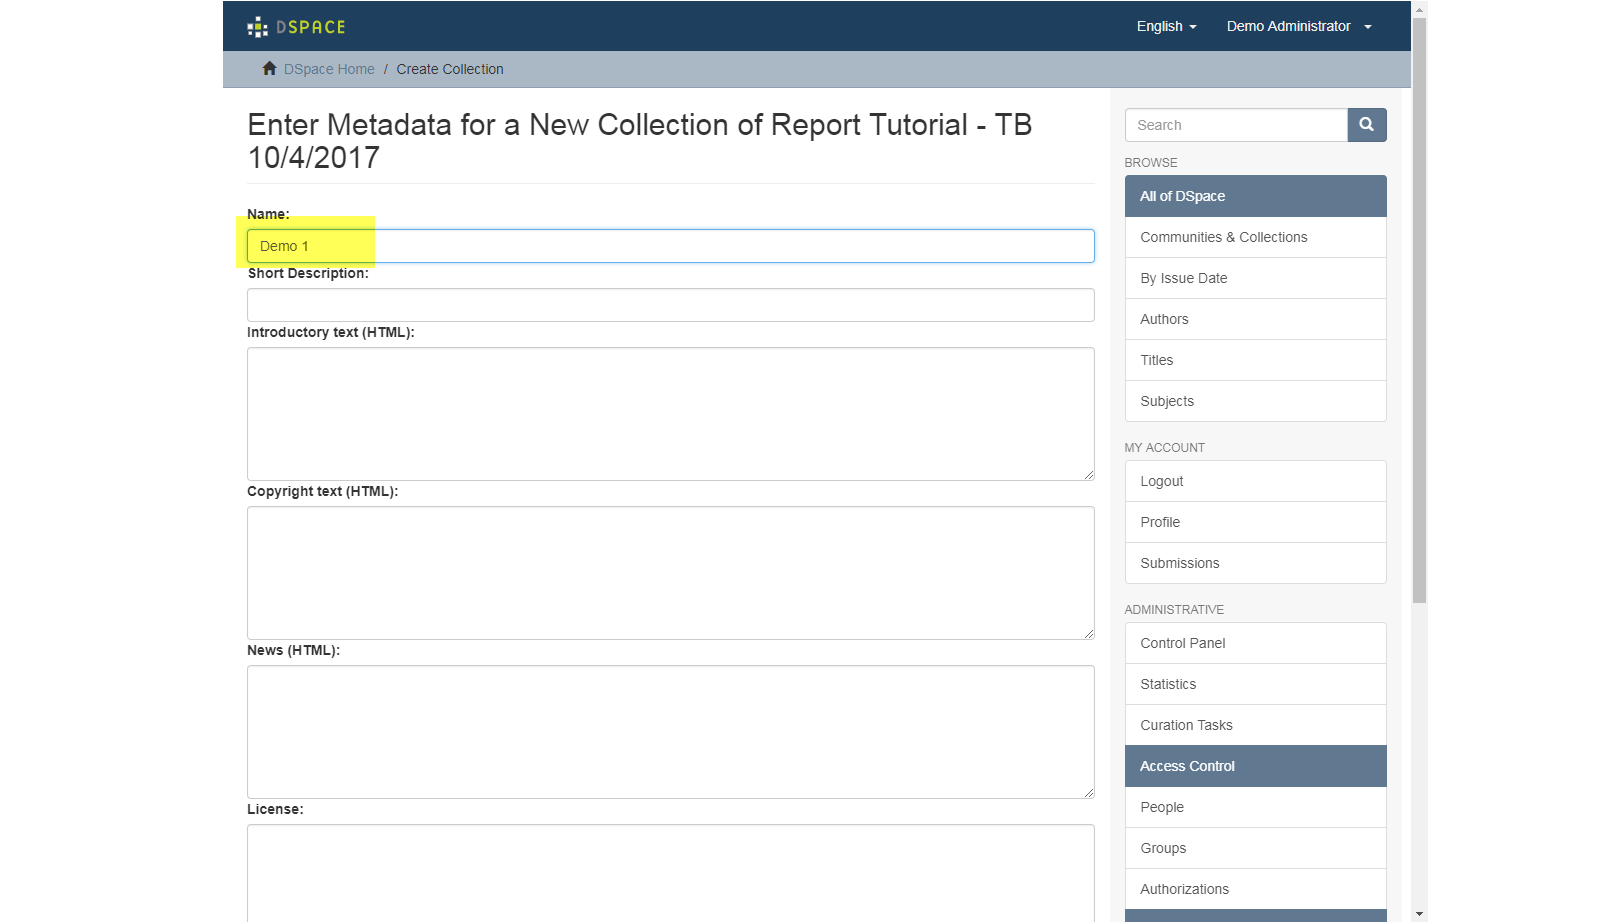 DSPACE
English
Demo Administrator
DSpace Home / Create Collection
Enter Metadata for a New Collection of Report Tutorial - TB
10/4/2017
Name:
Demo 1
Short Description:
Introductory text (HTML):
Copyright text (HTML):
News (HTML):
License:
Search
BROWSE
All of DSpace
Communities & Collections
By Issue Date
Authors
Titles
Subjects
MY ACCOUNT
Logout
Profile
Submissions
ADMINISTRATIVE
Control Panel
Statistics
Curation Tasks
Access Control
People
Groups
Authorizations